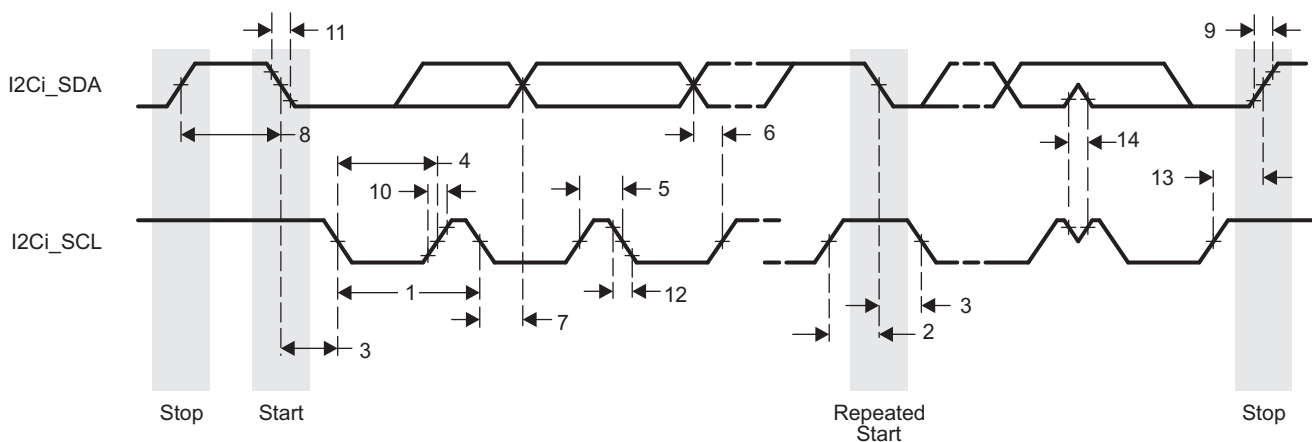 11
9
I2Ci_SDA
8
6
14
4
10
5
13
I2Ci_SCL
1
12
7
3
2
3
Stop
Start
Repeated
Start
Stop